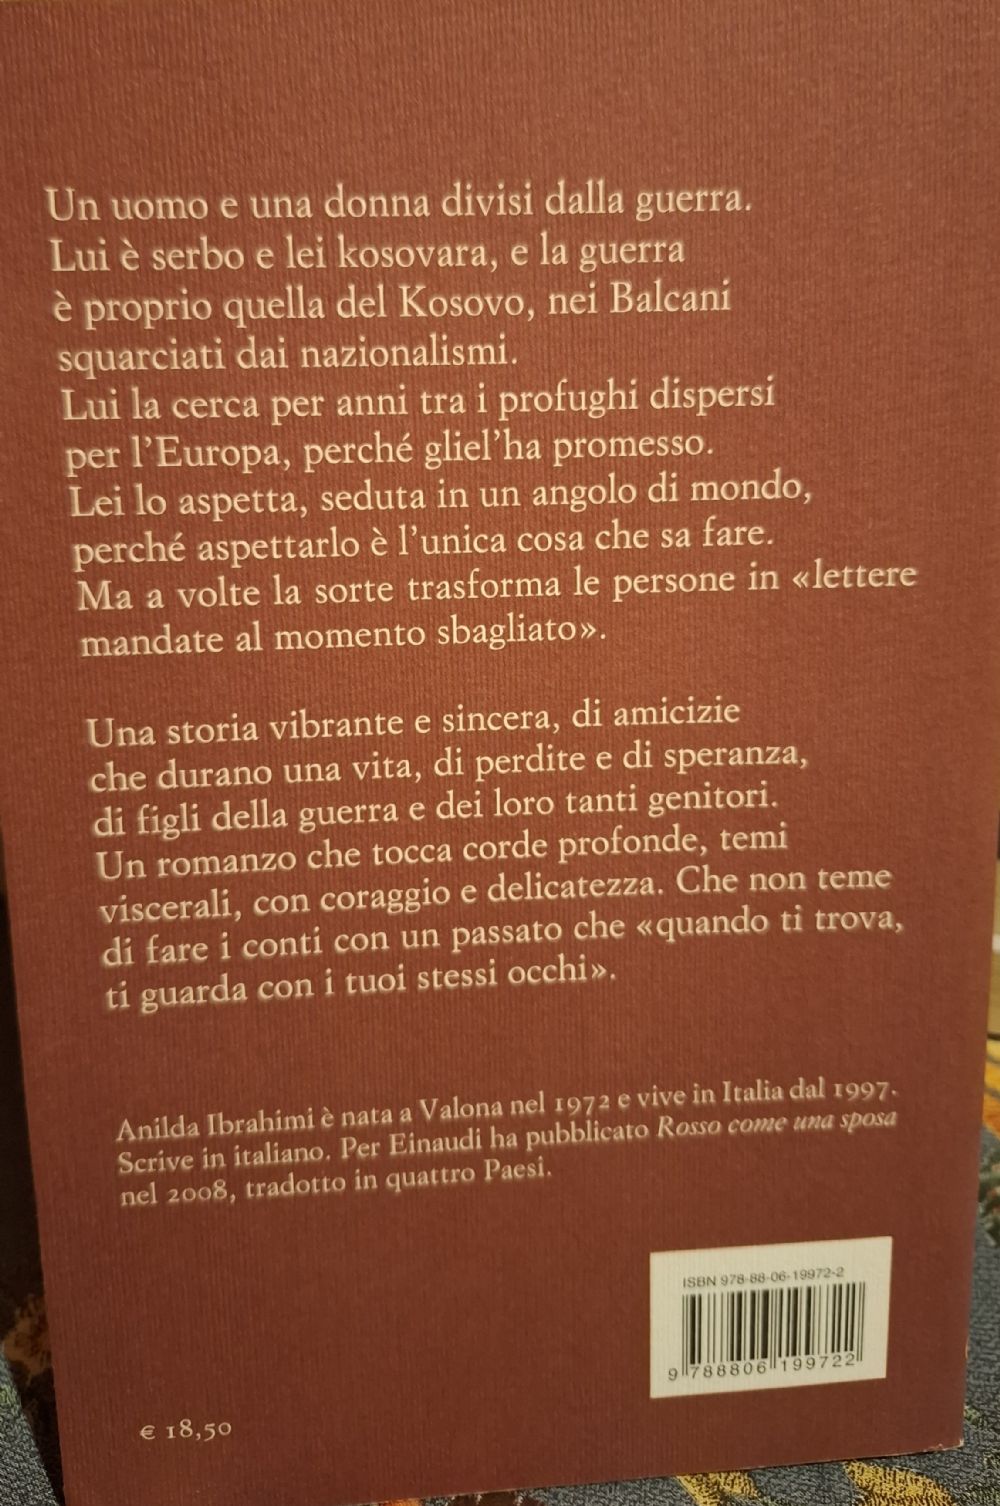 Un uomo e una donna divisi dalla guerra.
Lui è serbo e lei kosovara, e la guerra
è proprio quella del Kosovo, nei Balcani
squarciati dai nazionalismi.
Lui la cerca per anni tra i profughi dispersi
per l'Europa, perché gliel'ha promesso.
Lei lo aspetta, seduta in un angolo di mondo,
perché aspettarlo è l'unica cosa che sa fare.
Ma a volte la sorte trasforma le persone in «lettere
mandate al momento sbagliato».
Una storia vibrante e sincera, di amicizie
che durano una vita, di perdite e di speranza,
di figli della guerra e dei loro tanti genitori.
Un romanzo che tocca corde profonde, temi
viscerali, con coraggio e delicatezza. Che non teme
di fare i conti con un passato che «quando ti trova,
ti guarda con i tuoi stessi occhi».
Anilda Ibrahimi è nata a Valona nel 1972 e vive in Italia dal 1997.
Scrive in italiano. Per Einaudi ha pubblicato Rosso come una sposa
nel 2008, tradotto in quattro Paesi.
ISBN 978-88-06-19972-2
9 788806 199722
€ 18,50